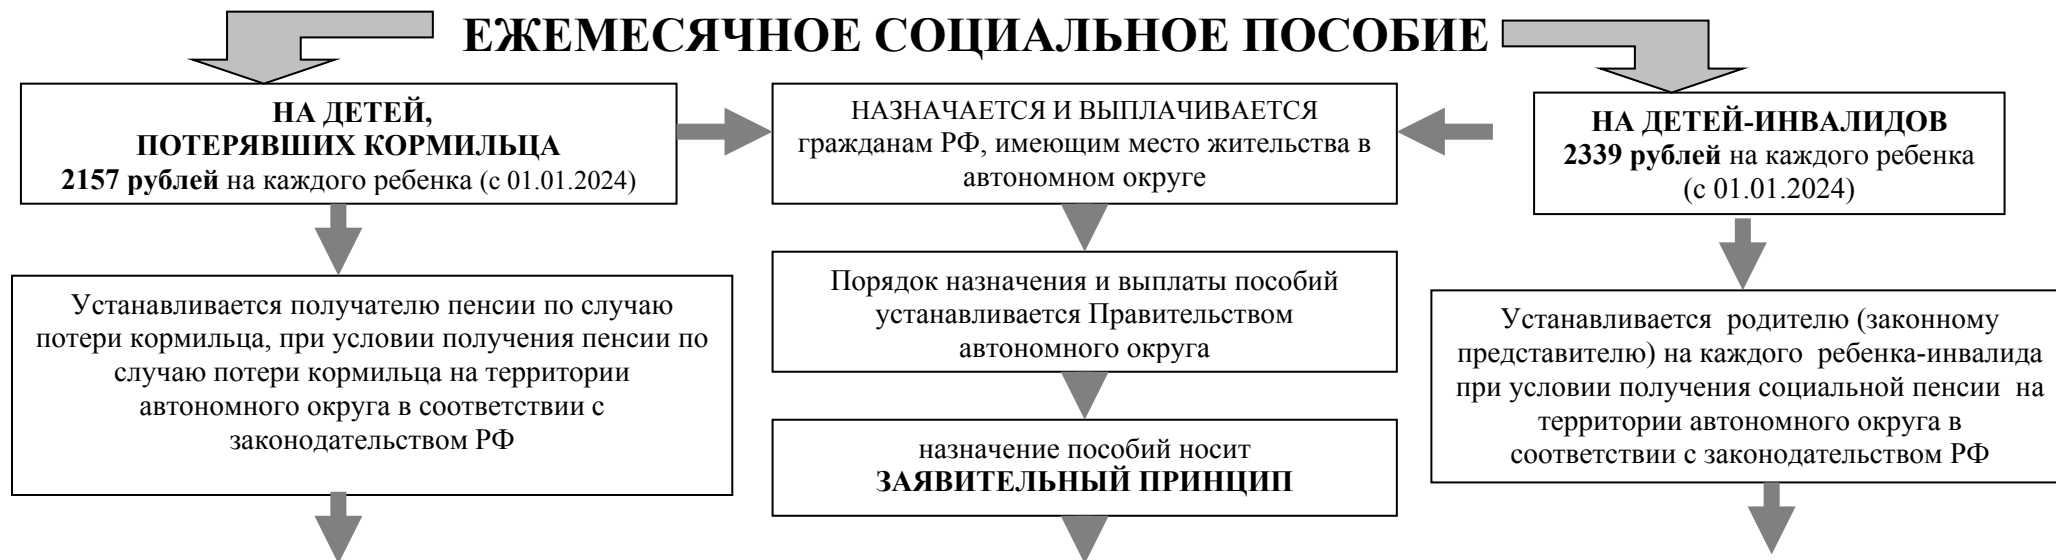 ЕЖЕМЕСЯЧНОЕ СОЦИАЛЬНОЕ ПОСОБИЕ
НА ДЕТЕЙ,
ПОТЕРЯВШИХ КОРМИЛЬЦА
2157 рублей на каждого ребенка (с 01.01.2024)
НАЗНАЧАЕТСЯ И ВЫПЛАЧИВАЕТСЯ
гражданам РФ, имеющим место жительства в
автономном округе
НА ДЕТЕЙ-ИНВАЛИДОВ
2339 рублей на каждого ребенка
(с 01.01.2024)
Устанавливается получателю пенсии по случаю
потери кормильца, при условии получения пенсии по
случаю потери кормильца на территории
автономного округа в соответствии с
законодательством РФ
Порядок назначения и выплаты пособий
устанавливается Правительством
автономного округа
назначение пособий носит
ЗАЯВИТЕЛЬНЫЙ ПРИНЦИП
Устанавливается родителю (законному
представителю) на каждого ребенка-инвалида
при условии получения социальной пенсии на
территории автономного округа в
соответствии с законодательством РФ